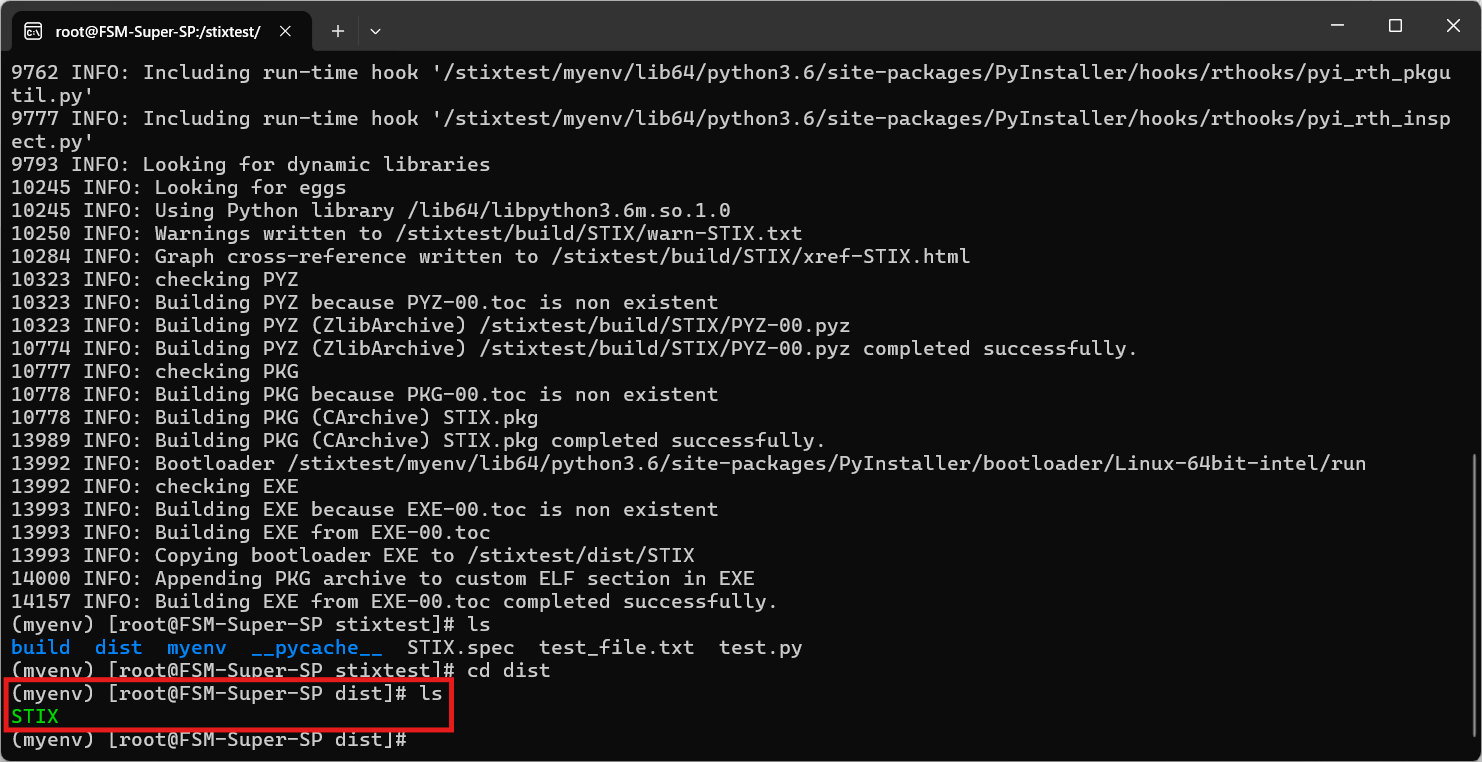 root@FSM-Super-SP:/stixtest/
9762 INFO: Including run-time hook '/stixtest/myenv/lib64/python3.6/site-packages/PyInstaller/hooks/rthooks/pyi_rth_pkgu
til.py'
9777 INFO: Including run-time hook '/stixtest/myenv/lib64/python3.6/site-packages/PyInstaller/hooks/rthooks/pyi_rth_insp
ect.py'
9793 INFO: Looking for dynamic libraries
10245 INFO: Looking for eggs
10245 INFO: Using Python library /lib64/libpython3.6m.so.1.0
10250 INFO: Warnings written to /stixtest/build/STIX/warn-STIX.txt
10284 INFO: Graph cross-reference written to /stixtest/build/STIX/xref-STIX.html
10323 INFO: checking PYZ
10323 INFO: Building PYZ because PYZ-00.toc is non existent
10323 INFO: Building PYZ (ZlibArchive) /stixtest/build/STIX/PYZ-00.pyz
10774 INFO: Building PYZ (ZlibArchive) /stixtest/build/STIX/PYZ-00.pyz completed successfully.
10777 INFO: checking PKG
10778 INFO: Building PKG because PKG-00.toc is non existent
10778 INFO: Building PKG (CArchive) STIX.pkg
13989 INFO: Building PKG (CArchive) STIX.pkg completed successfully.
13992 INFO: Bootloader /stixtest/myenv/lib64/python3.6/site-packages/PyInstaller/bootloader/Linux-64bit-intel/run
13992 INFO: checking EXE
13993 INFO: Building EXE because EXE-00.toc is non existent
13993 INFO: Building EXE from EXE-00.toc
13993 INFO: Copying bootloader EXE to /stixtest/dist/STIX
14000 INFO: Appending PKG archive to custom ELF section in EXE
14157 INFO: Building EXE from EXE-00.toc completed successfully.
(myenv) [root@FSM-Super-SP stixtest]# ls
build  dist  myenv  __pycache__  STIX.spec  test_file.txt  test.py
(myenv) [root@FSM-Super-SP stixtest]# cd dist
(myenv) [root@FSM-Super-SP dist]# ls
STIX
(myenv) [root@FSM-Super-SP dist]#